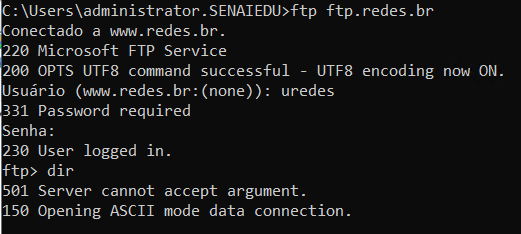 C:\Users\administrator.SENAIEDU>ftp ftp.redes.br
Conectado a www.redes.br.
220 Microsoft FTP Service
200 OPTS UTF8 command successful - UTF8 encoding now ON.
Usuário (www.redes.br:(none)): uredes
331 Password required
Senha:
230 User logged in.
ftp> dir
501 Server cannot accept argument.
150 Opening ASCII mode data connection.